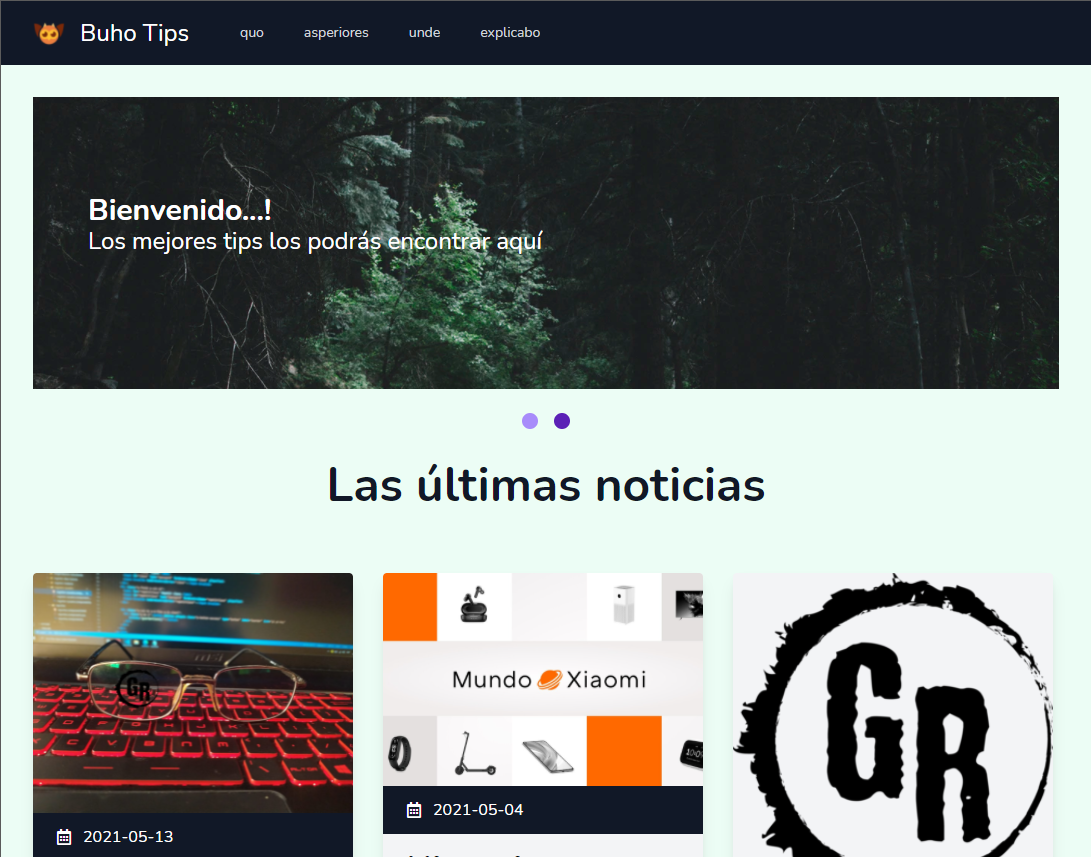 Buho Tips
quo
asperiores
unde
explicabo
Bienvenido...!
Los mejores tips los podrás encontrar aquí
Las últimas noticias
GR
Mundo Xiaomi
GR
2021-05-13
2021-05-04